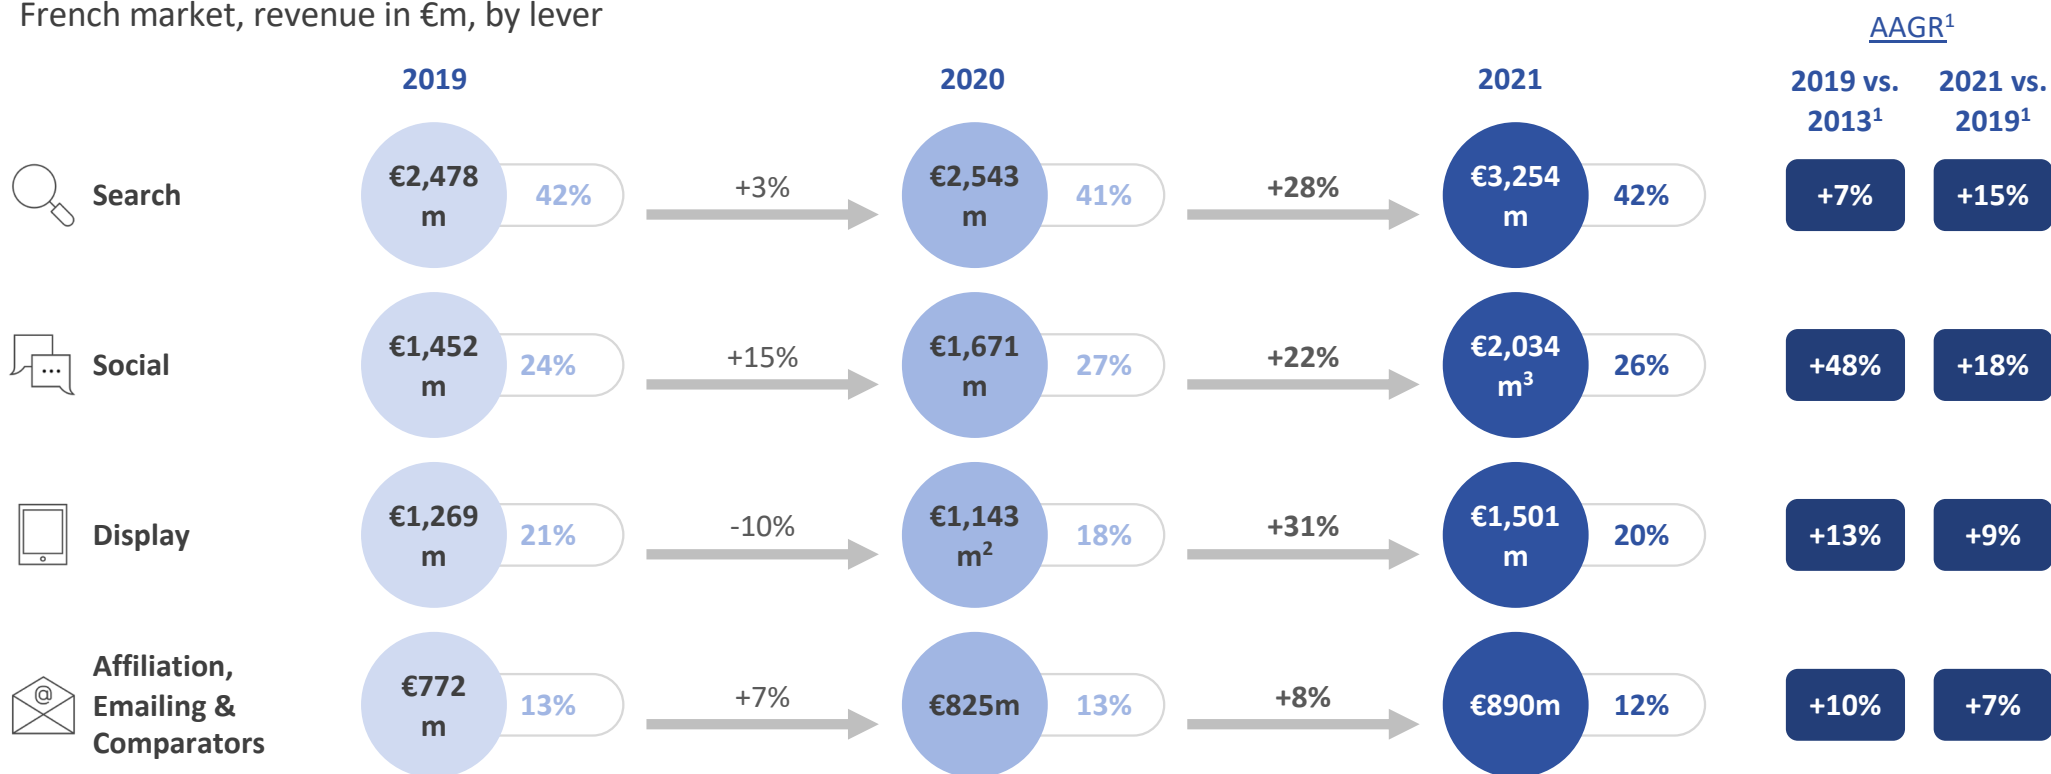 French market, revenue in €m, by lever
AAGR¹
2019
2020
2021
2019 vs.
2013¹
2021 vs.
2019¹
Search
€2,478
m
42%
+3%
€2,543
m
41%
+28%
€3,254
m
42%
+7%
+15%
Social
€1,452
m
24%
+15%
€1,671
m
27%
+22%
€2,034
m³
26%
+48%
+18%
Display
€1,269
m
21%
-10%
€1,143
m²
18%
+31%
€1,501
m
20%
+13%
+9%
Affiliation,
Emailing &
Comparators
@
€772
m
13%
+7%
€825m
13%
+8%
€890m
12%
+10%
+7%